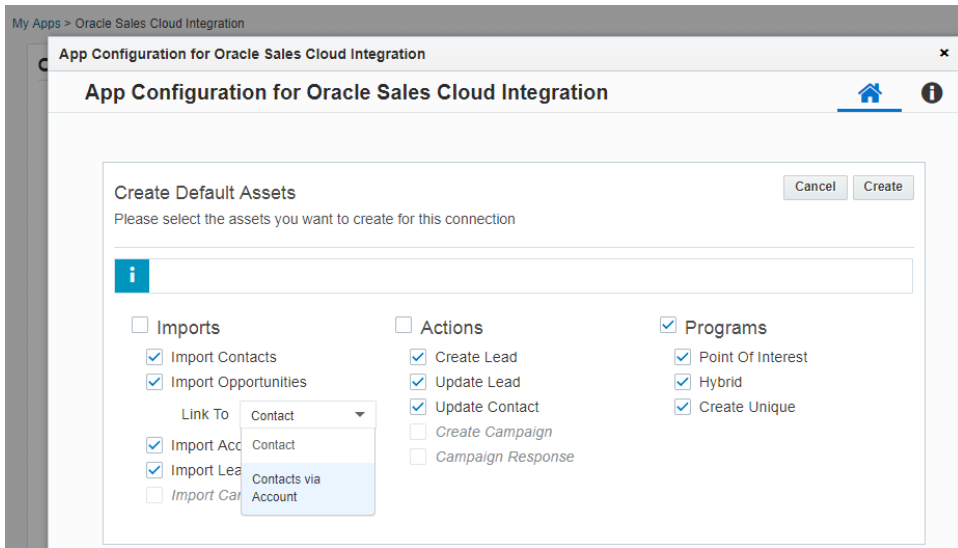 My Apps > Oracle Sales Cloud Integration
App Configuration for Oracle Sales Cloud Integration
App Configuration for Oracle Sales Cloud Integration
Create Default Assets
Cancel
Create
Please select the assets you want to create for this connection
Imports
Import Contacts
Import Opportunities
Link To
Contact
Contact
Contacts via
Account
Import
Import
Import
Actions
Create Lead
Update Lead
Update Contact
Create Campaign
Campaign Response
Programs
Point Of Interest
Hybrid
Create Unique